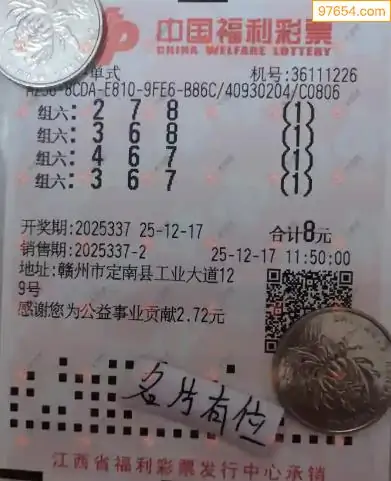 97654.com
中国福利彩票
CHINA WELFARE LOTTERY
单式 机号:36111226
8CDA-E810-9FE6-B86C/40930204/C0806
组六: 2 7 8 (1)
组六: 3 6 8 (1)
组六: 4 6 7 (1)
组六: 3 6 7 (1)
开奖期:2025337 25-12-17 合计8元
销售期:2025337-2 25-12-17 11:50:00
地址:赣州市定南县工业大道12
9号
感谢您为公益事业贡献2.72元
名片有位
江西省福利彩票发行中心承销